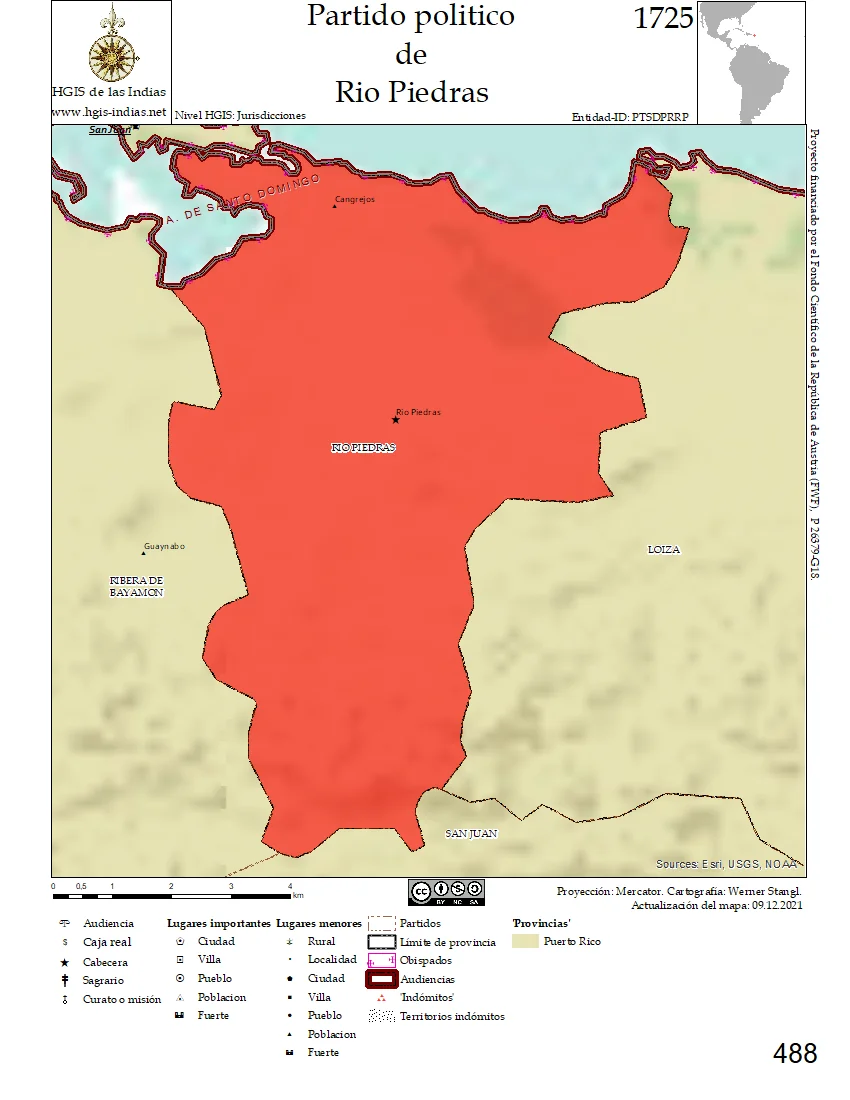 Partido politico
de
Rio Piedras
1725
HGIS de las Indias
www.hgis-indias.net
Nivel HGIS: Jurisdicciones
Entidad-ID: PTSDPRRP
San Juan
A. DE SANTO DOMINGO
Cangrejos
Rio Piedras
RIO PIEDRAS
Guaynabo
RIBERA DE
BAYAMON
LOIZA
SAN JUAN
Sources: Esri, USGS, NOAA
Proyecto financiado por el Fondo Científico de la República de Austria (FWF), P 26379-G18.
0 0,5 1 2 3 4
km
CC BY NC SA
Proyección: Mercator. Cartografía: Werner Stangl.
Actualización del mapa: 09.12.2021
Audiencia
Caja real
Cabecera
Sagrario
Curato o misión
Lugares importantes
Ciudad
Villa
Pueblo
Poblacion
Fuerte
Lugares menores
Rural
Localidad
Ciudad
Villa
Pueblo
Poblacion
Fuerte
Partidos
Límite de provincia
Obispados
Audiencias
'Indómitos'
Territorios indómitos
'Provincias'
Puerto Rico
488